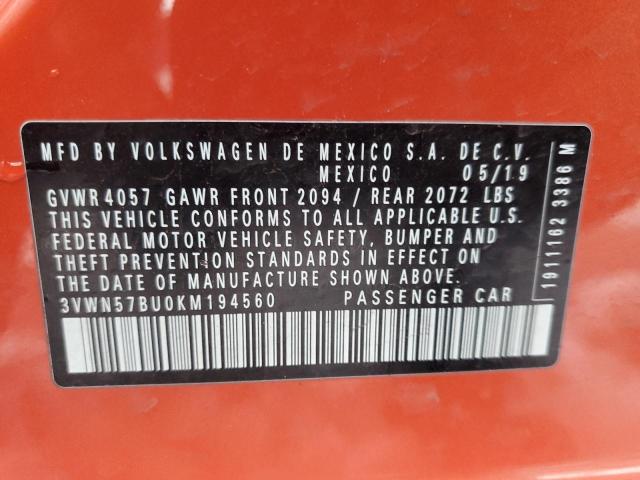 MFD BY VOLKSWAGEN DE MEXICO S.A. DE C.V.
MEXICO 05/19
GVWR 4057 GAWR FRONT 2094 / REAR 2072 LBS
THIS VEHICLE CONFORMS TO ALL APPLICABLE U.S.
FEDERAL MOTOR VEHICLE SAFETY, BUMPER AND
THEFT PREVENTION STANDARDS IN EFFECT ON
THE DATE OF MANUFACTURE SHOWN ABOVE.
3VWN57BU0KM194560 PASSENGER CAR
1911162 3386 M